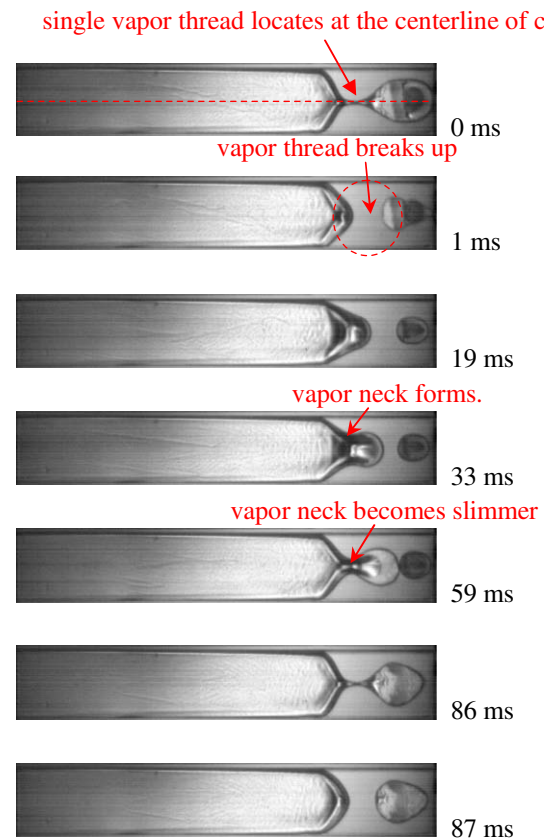 single vapor thread locates at the centerline of c
0 ms
vapor thread breaks up
1 ms
19 ms
vapor neck forms.
33 ms
vapor neck becomes slimmer
59 ms
86 ms
87 ms